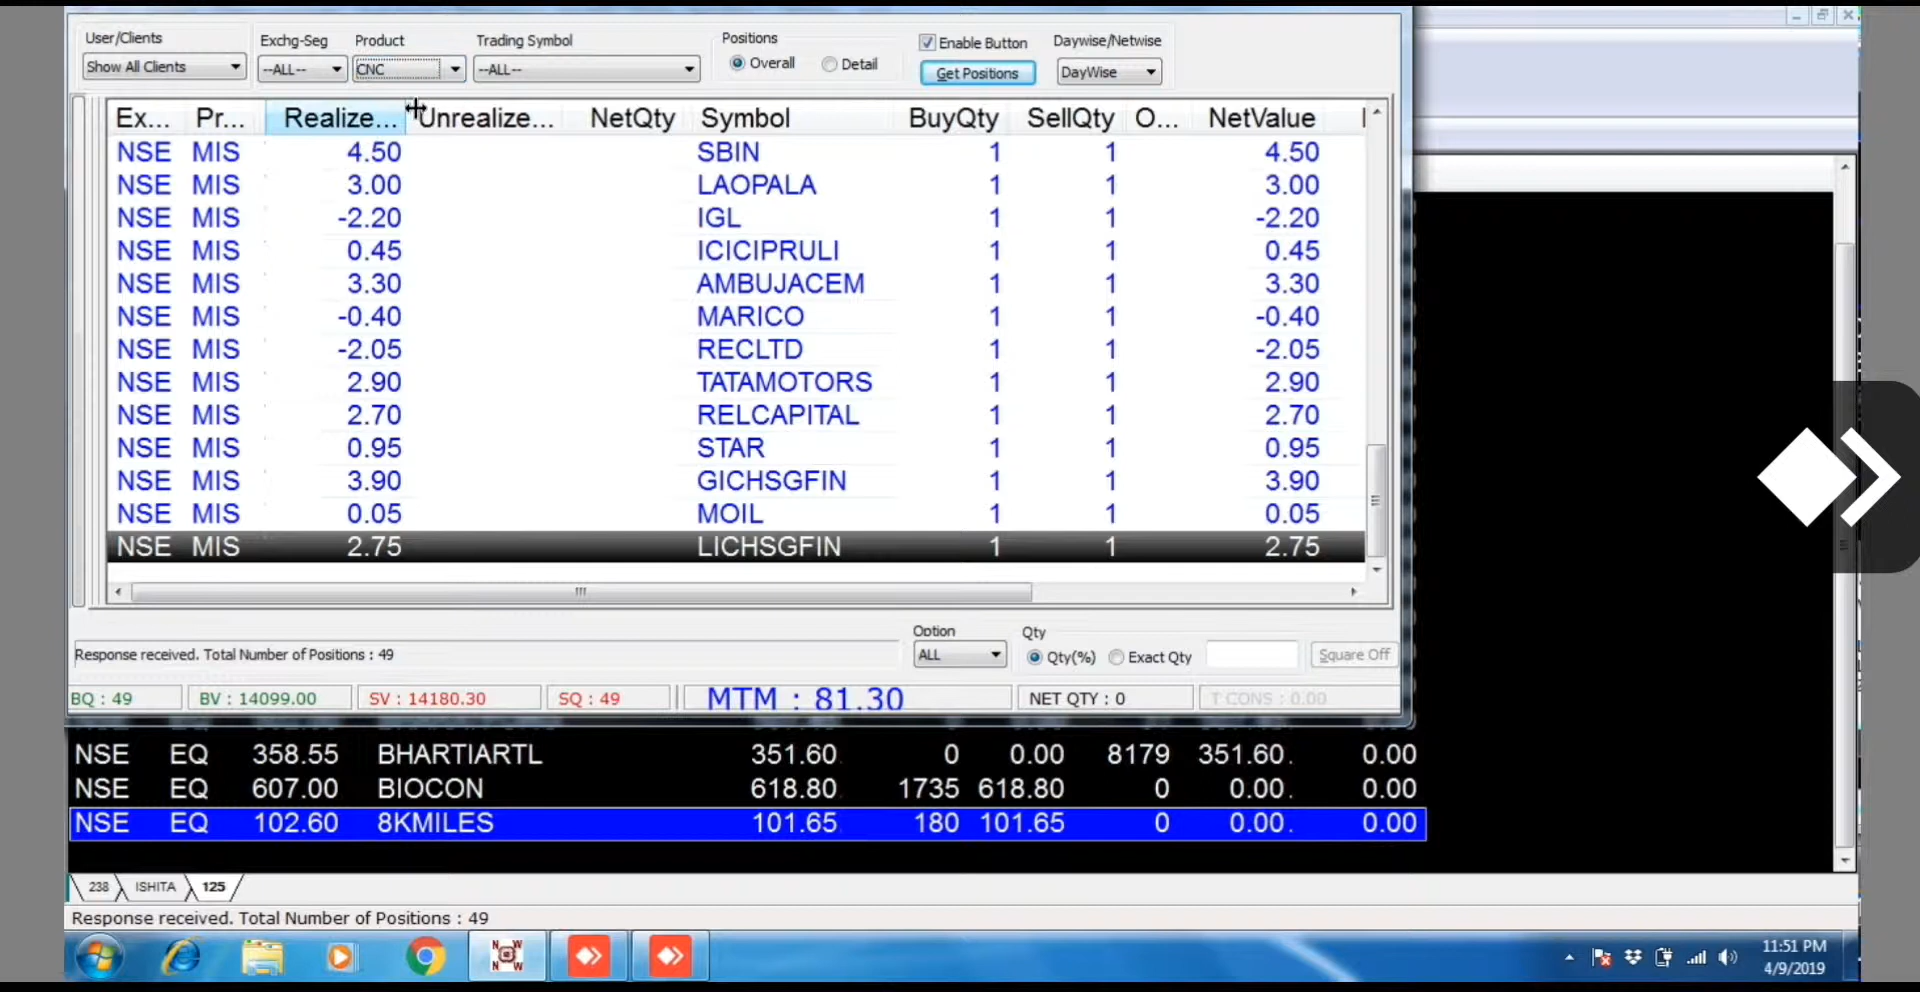 User/Clients Exchg-Seg Product Trading Symbol Positions Enable Button Daywise/Netwise
Show All Clients --ALL-- CNC --ALL-- Overall Detail Get Positions DayWise
Ex... Pr... Realize... Unrealize... NetQty Symbol BuyQty SellQty O... NetValue
NSE MIS 4.50 SBIN 1 1 4.50
NSE MIS 3.00 LAOPALA 1 1 3.00
NSE MIS -2.20 IGL 1 1 -2.20
NSE MIS 0.45 ICICIPRULI 1 1 0.45
NSE MIS 3.30 AMBUJACEM 1 1 3.30
NSE MIS -0.40 MARICO 1 1 -0.40
NSE MIS -2.05 RECLTD 1 1 -2.05
NSE MIS 2.90 TATAMOTORS 1 1 2.90
NSE MIS 2.70 RELCAPITAL 1 1 2.70
NSE MIS 0.95 STAR 1 1 0.95
NSE MIS 3.90 GICHSGFIN 1 1 3.90
NSE MIS 0.05 MOIL 1 1 0.05
NSE MIS 2.75 LICHSGFIN 1 1 2.75
Option Qty
Response received. Total Number of Positions : 49 ALL Qty(%) Exact Qty Square Off
BQ : 49 BV : 14099.00 SV : 14180.30 SQ : 49 MTM : 81.30 NET QTY : 0 T CONS : 0.00
NSE EQ 358.55 BHARTIARTL 351.60 0 0.00 8179 351.60 0.00
NSE EQ 607.00 BIOCON 618.80 1735 618.80 0 0.00 0.00
NSE EQ 102.60 8KMILES 101.65 180 101.65 0 0.00 0.00
238 ISHITA 125
Response received. Total Number of Positions : 49
N W N W
11:51 PM
4/9/2019